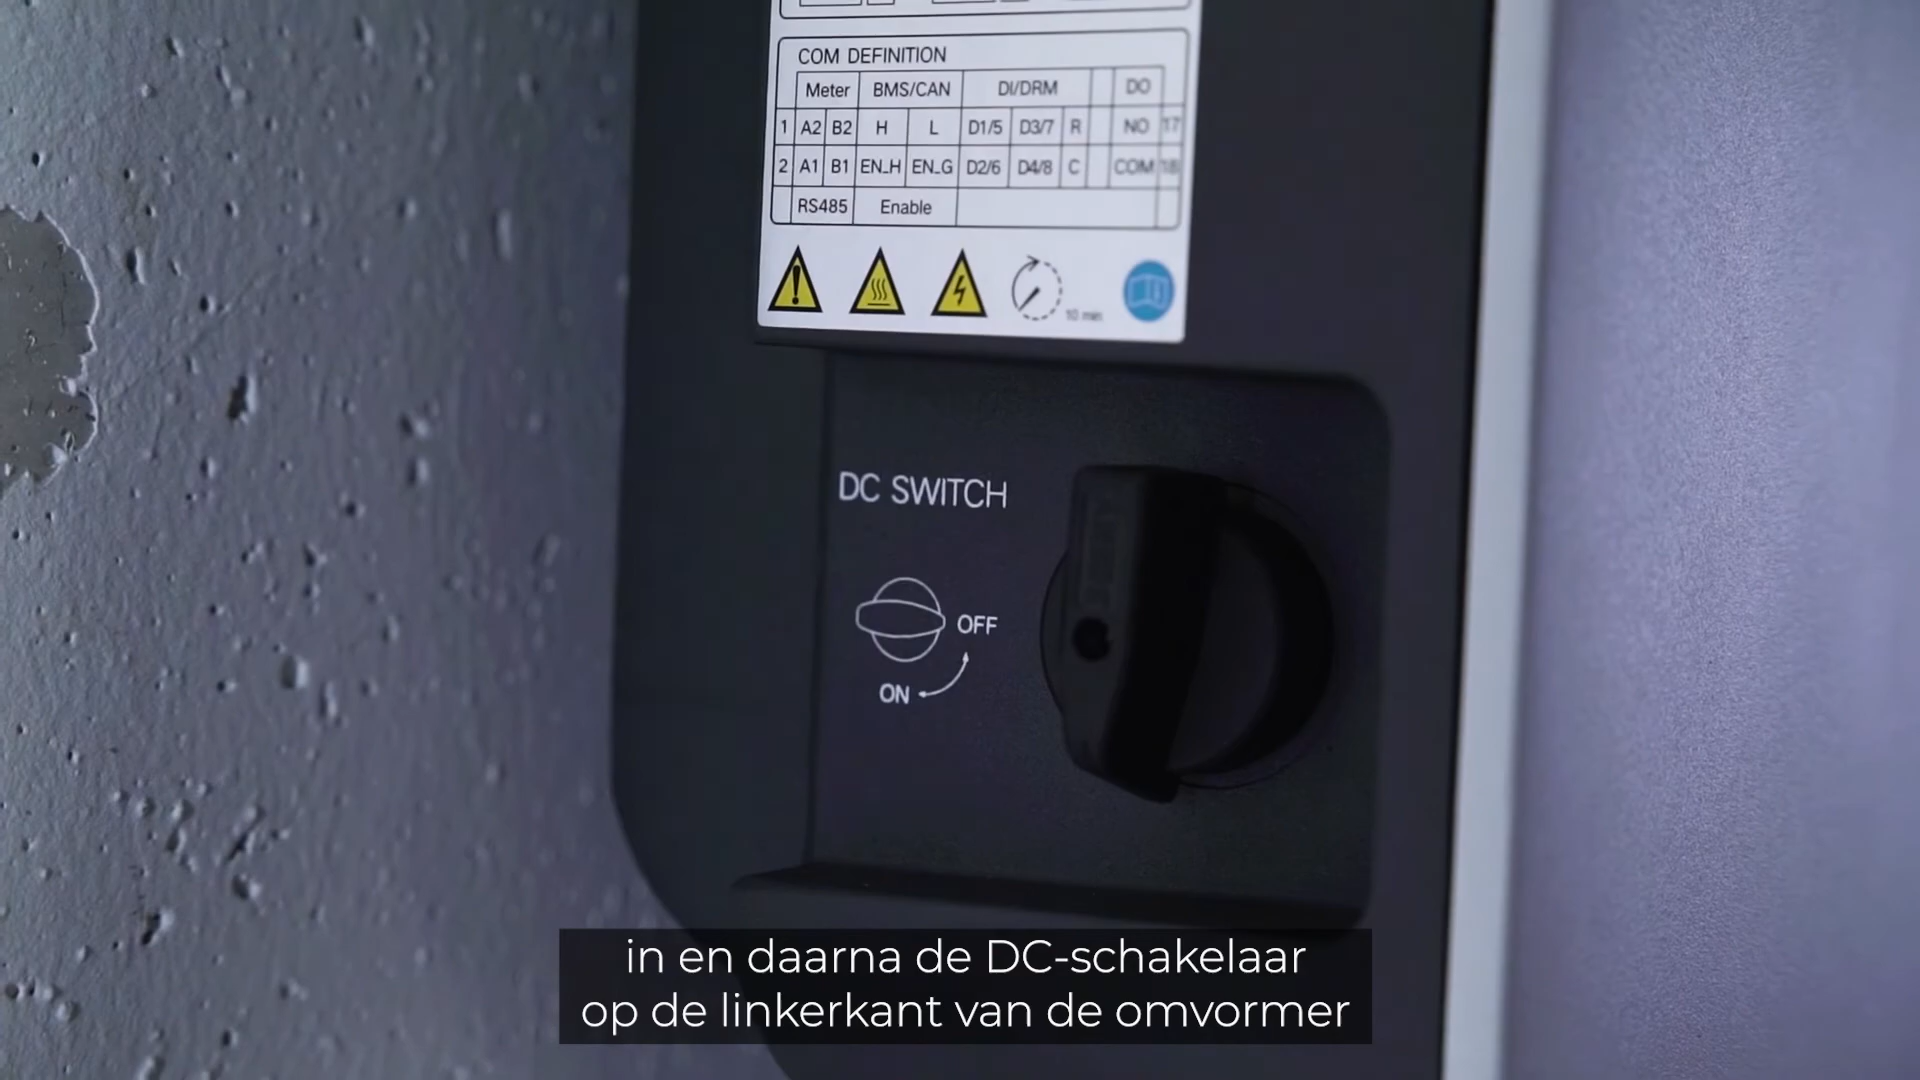 COM DEFINITION
Meter BMS/CAN DI/DRM DO
1 A2 B2 H L D1/5 D3/7 R NO 17
2 A1 B1 EN_H EN_G D2/6 D4/8 C COM 18
RS485 Enable
10 min
DC SWITCH
OFF
ON
in en daarna de DC-schakelaar
op de linkerkant van de omvormer